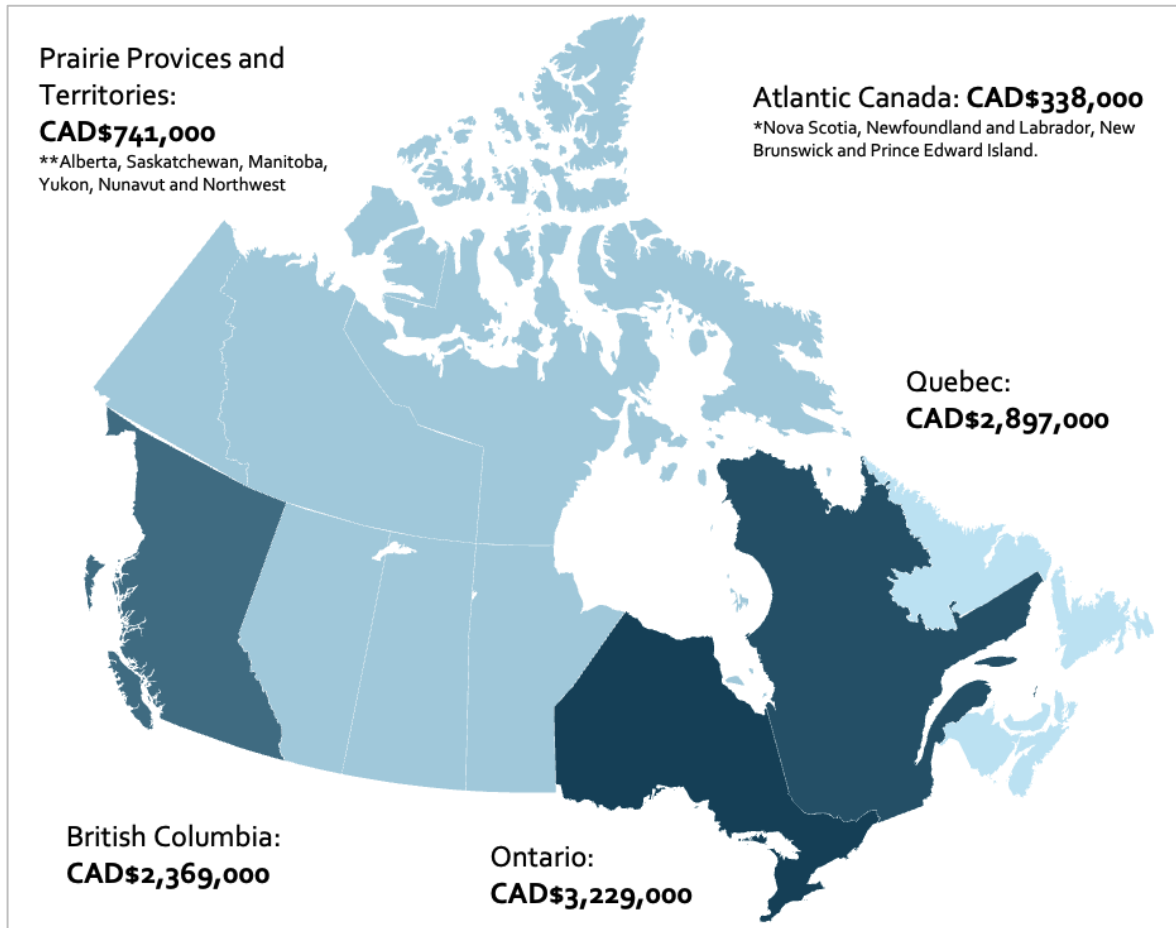 Prairie Provices and
Territories:
CAD$741,000
**Alberta, Saskatchewan, Manitoba,
Yukon, Nunavut and Northwest
Atlantic Canada: CAD$338,000
*Nova Scotia, Newfoundland and Labrador, New
Brunswick and Prince Edward Island.
Quebec:
CAD$2,897,000
British Columbia:
CAD$2,369,000
Ontario:
CAD$3,229,000